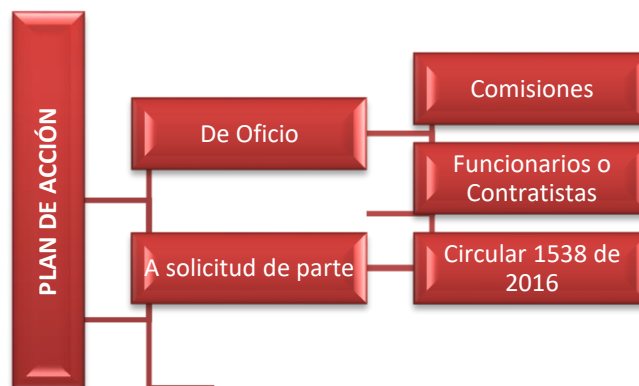 PLAN DE ACCIÓN
De Oficio
A solicitud de parte
Comisiones
Funcionarios o
Contratistas
Circular 1538 de
2016